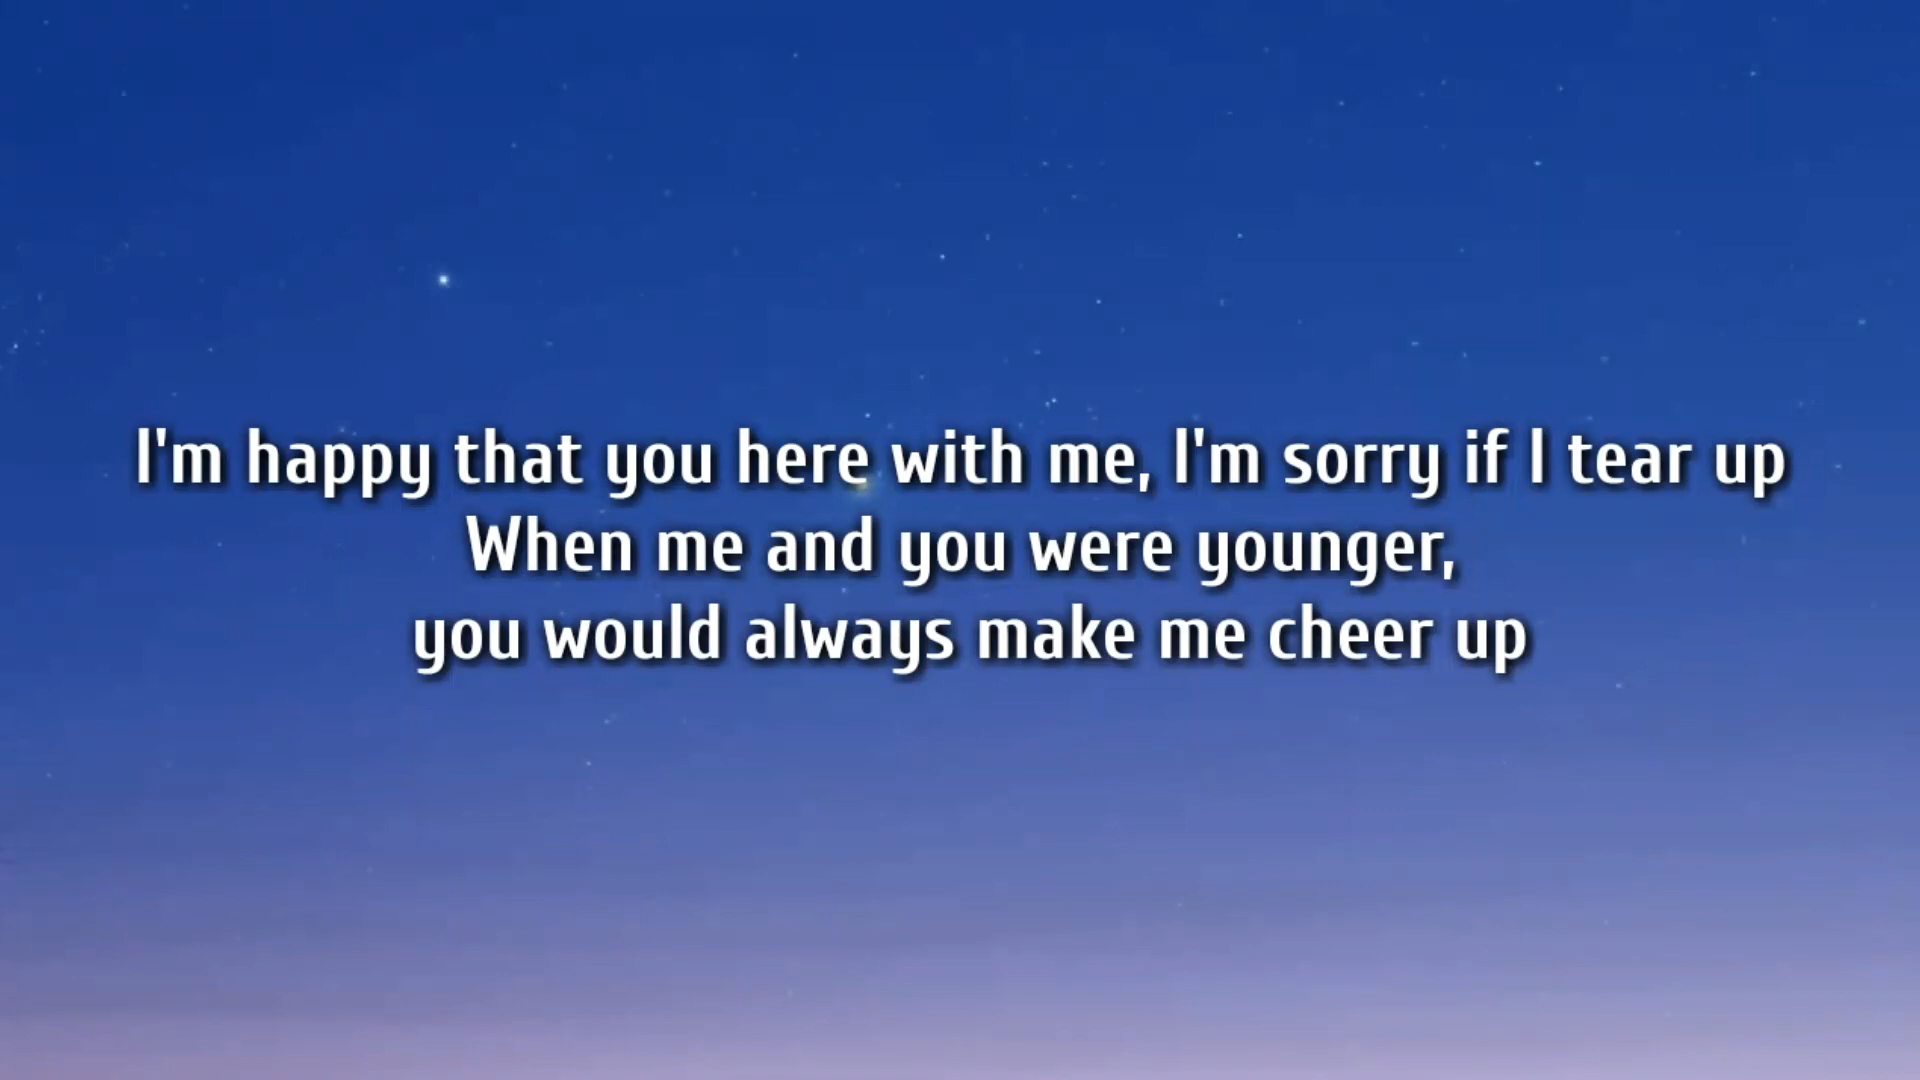 I'm happy that you here with me, I'm sorry if I tear up
When me and you were younger,
you would always make me cheer up